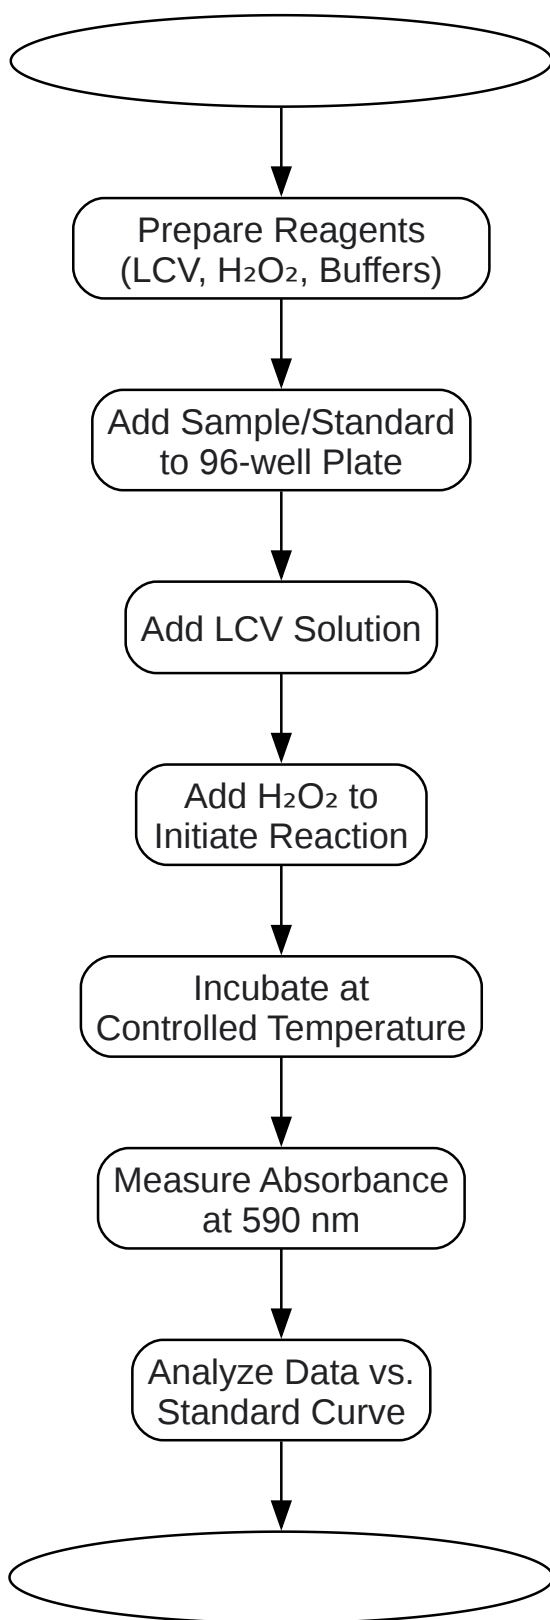 Prepare Reagents
(LCV, H₂O₂, Buffers)
Add Sample/Standard
to 96-well Plate
Add LCV Solution
Add H₂O₂ to
Initiate Reaction
Incubate at
Controlled Temperature
Measure Absorbance
at 590 nm
Analyze Data vs.
Standard Curve